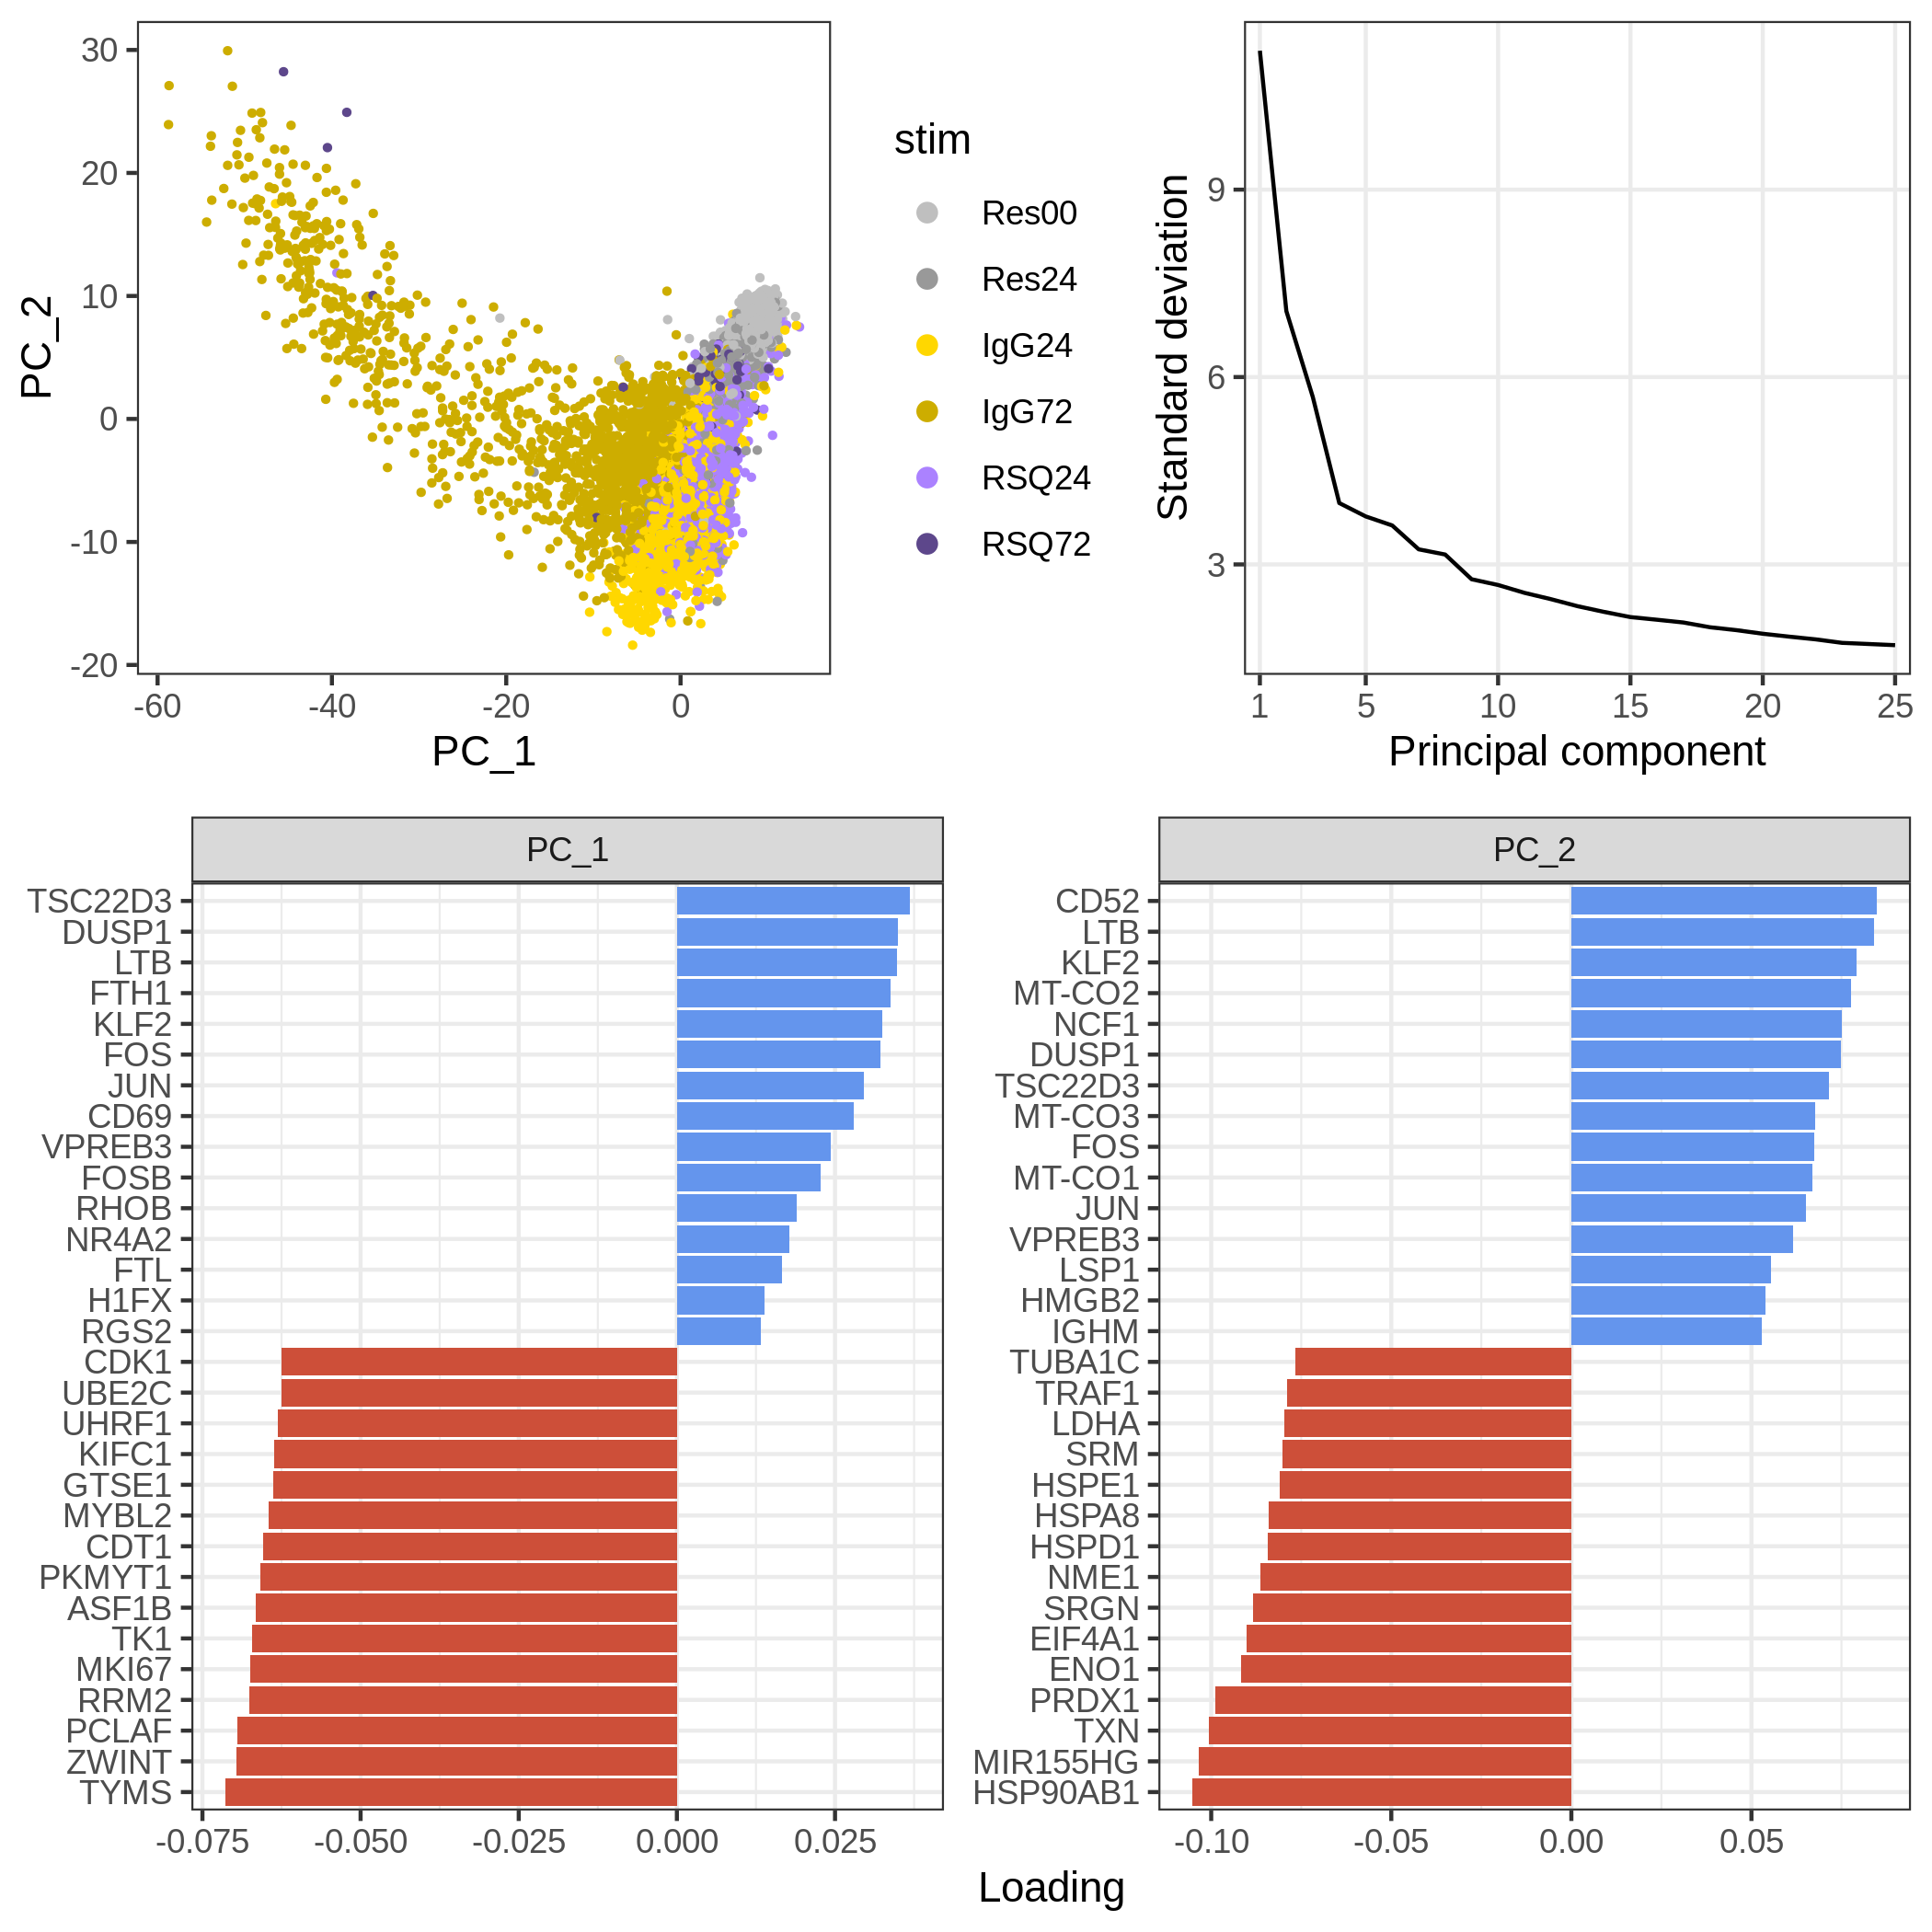 PC_2
30
20
10
0
-10
-20
-60
-40
-20
0
PC_1
stim
Res00
Res24
IgG24
IgG72
RSQ24
RSQ72
Standard deviation
9
6
3
1
5
10
15
20
25
Principal component
PC_1
TSC22D3
DUSP1
LTB
FTH1
KLF2
FOS
JUN
CD69
VPREB3
FOSB
RHOB
NR4A2
FTL
H1FX
RGS2
CDK1
UBE2C
UHRF1
KIFC1
GTSE1
MYBL2
CDT1
PKMYT1
ASF1B
TK1
MKI67
RRM2
PCLAF
ZWINT
TYMS
-0.075
-0.050
-0.025
0.000
0.025
PC_2
CD52
LTB
KLF2
MT-CO2
NCF1
DUSP1
TSC22D3
MT-CO3
FOS
MT-CO1
JUN
VPREB3
LSP1
HMGB2
IGHM
TUBA1C
TRAF1
LDHA
SRM
HSPE1
HSPA8
HSPD1
NME1
SRGN
EIF4A1
ENO1
PRDX1
TXN
MIR155HG
HSP90AB1
-0.10
-0.05
0.00
0.05
Loading